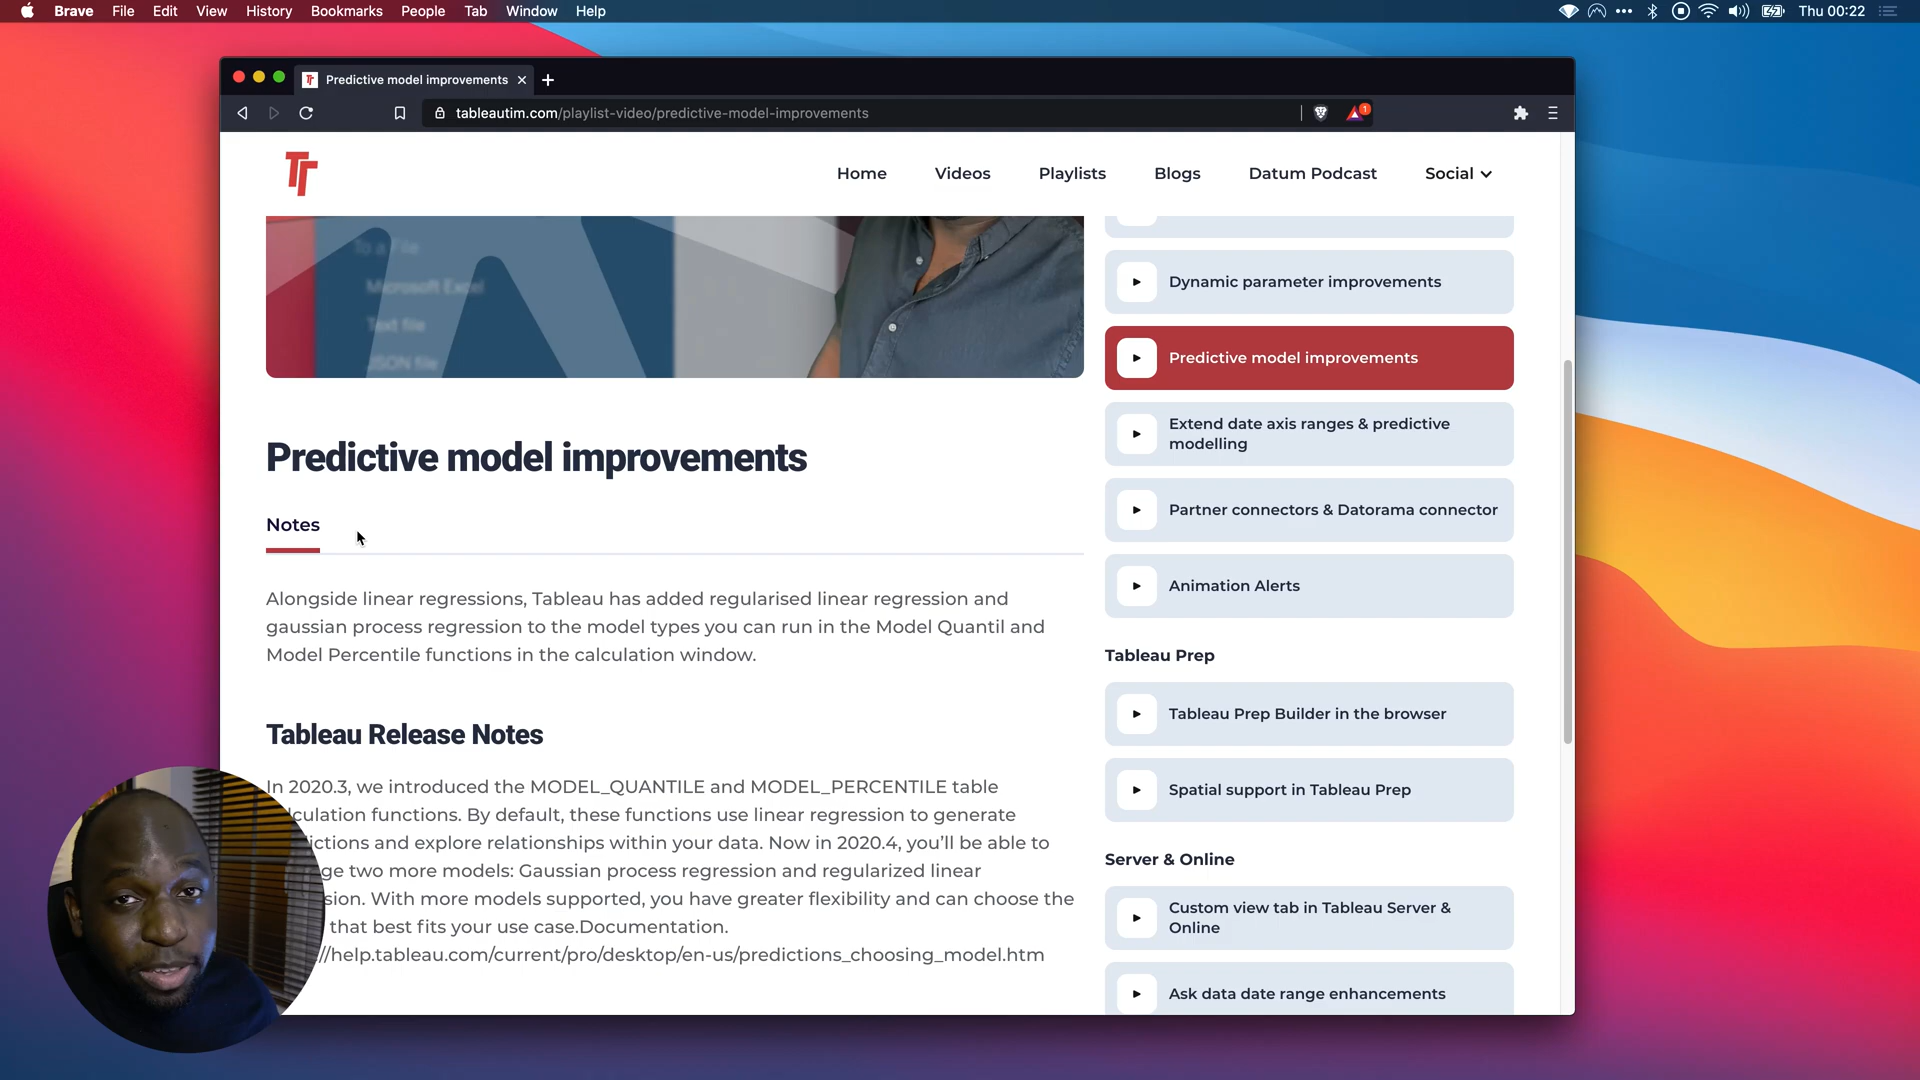 Brave File Edit View History Bookmarks People Tab Window Help
Thu 00:22
Predictive model improvements
tableautim.com/playlist-video/predictive-model-improvements
1
Home Videos Playlists Blogs Datum Podcast Social
To a File
Microsoft Excel
Text file
JSON file
Predictive model improvements
Notes
Alongside linear regressions, Tableau has added regularised linear regression and
gaussian process regression to the model types you can run in the Model Quantil and
Model Percentile functions in the calculation window.
Tableau Release Notes
In 2020.3, we introduced the MODEL_QUANTILE and MODEL_PERCENTILE table
culation functions. By default, these functions use linear regression to generate
ictions and explore relationships within your data. Now in 2020.4, you'll be able to
ge two more models: Gaussian process regression and regularized linear
sion. With more models supported, you have greater flexibility and can choose the
that best fits your use case.Documentation.
//help.tableau.com/current/pro/desktop/en-us/predictions_choosing_model.htm
Dynamic parameter improvements
Predictive model improvements
Extend date axis ranges & predictive
modelling
Partner connectors & Datorama connector
Animation Alerts
Tableau Prep
Tableau Prep Builder in the browser
Spatial support in Tableau Prep
Server & Online
Custom view tab in Tableau Server &
Online
Ask data date range enhancements